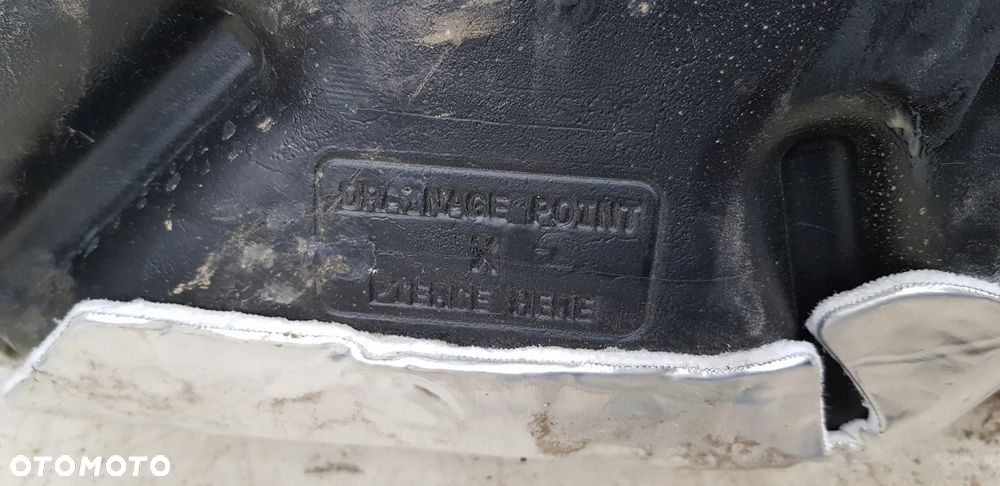 DRAINAGE POINT
X
PIERCE HERE
OTOMOTO